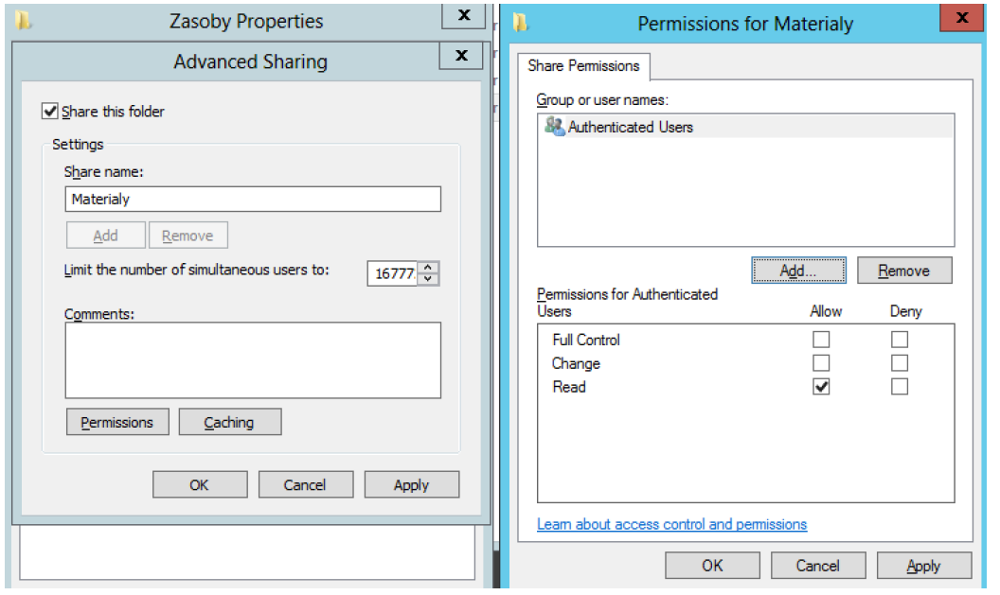 Zasoby Properties
x
Advanced Sharing
x
Share this folder
Settings
Share name:
Materialy
Add Remove
Limit the number of simultaneous users to: 16777
Comments:
Permissions Caching
OK Cancel Apply
Permissions for Materialy
x
Share Permissions
Group or user names:
Authenticated Users
Add... Remove
Permissions for Authenticated
Users Allow Deny
Full Control
Change
Read
Learn about access control and permissions
OK Cancel Apply